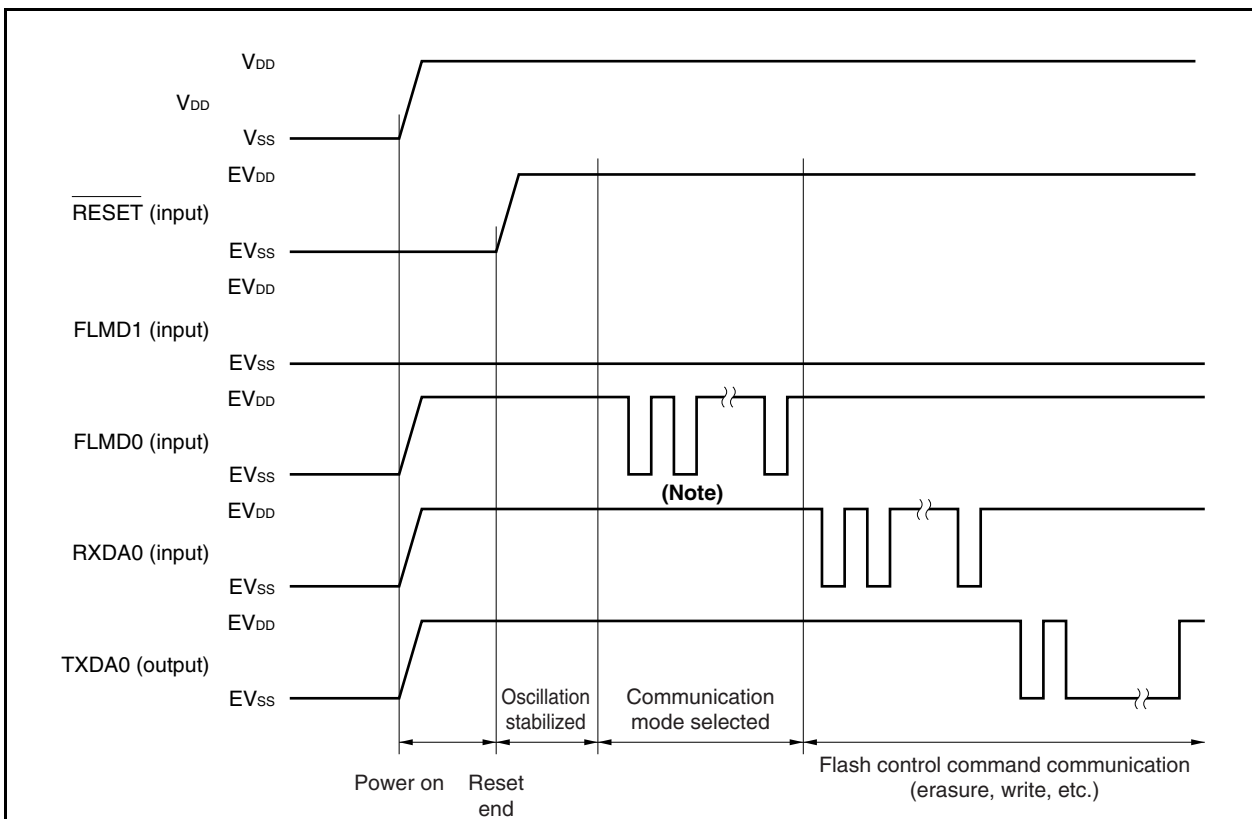 VDD
VDD
VSS
EVDD
RESET (input)
EVSS
EVDD
FLMD1 (input)
EVSS
EVDD
FLMD0 (input)
EVSS
(Note)
EVDD
RXDA0 (input)
EVSS
EVDD
TXDA0 (output)
EVSS
Oscillation
stabilized
Communication
mode selected
Power on
Reset
end
Flash control command communication
(erasure, write, etc.)